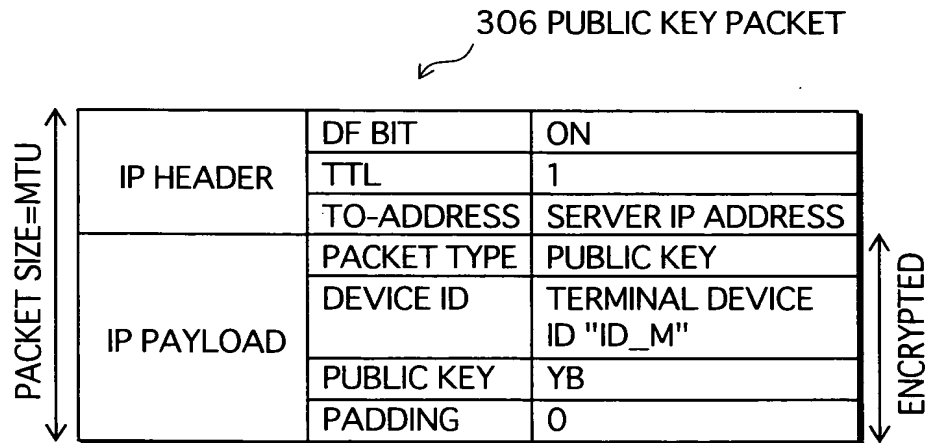 306 PUBLIC KEY PACKET
PACKET SIZE=MTU
IP HEADER
DF BIT
ON
TTL
1
TO-ADDRESS
SERVER IP ADDRESS
IP PAYLOAD
PACKET TYPE
PUBLIC KEY
DEVICE ID
TERMINAL DEVICE
ID "ID_M"
PUBLIC KEY
YB
PADDING
0
ENCRYPTED